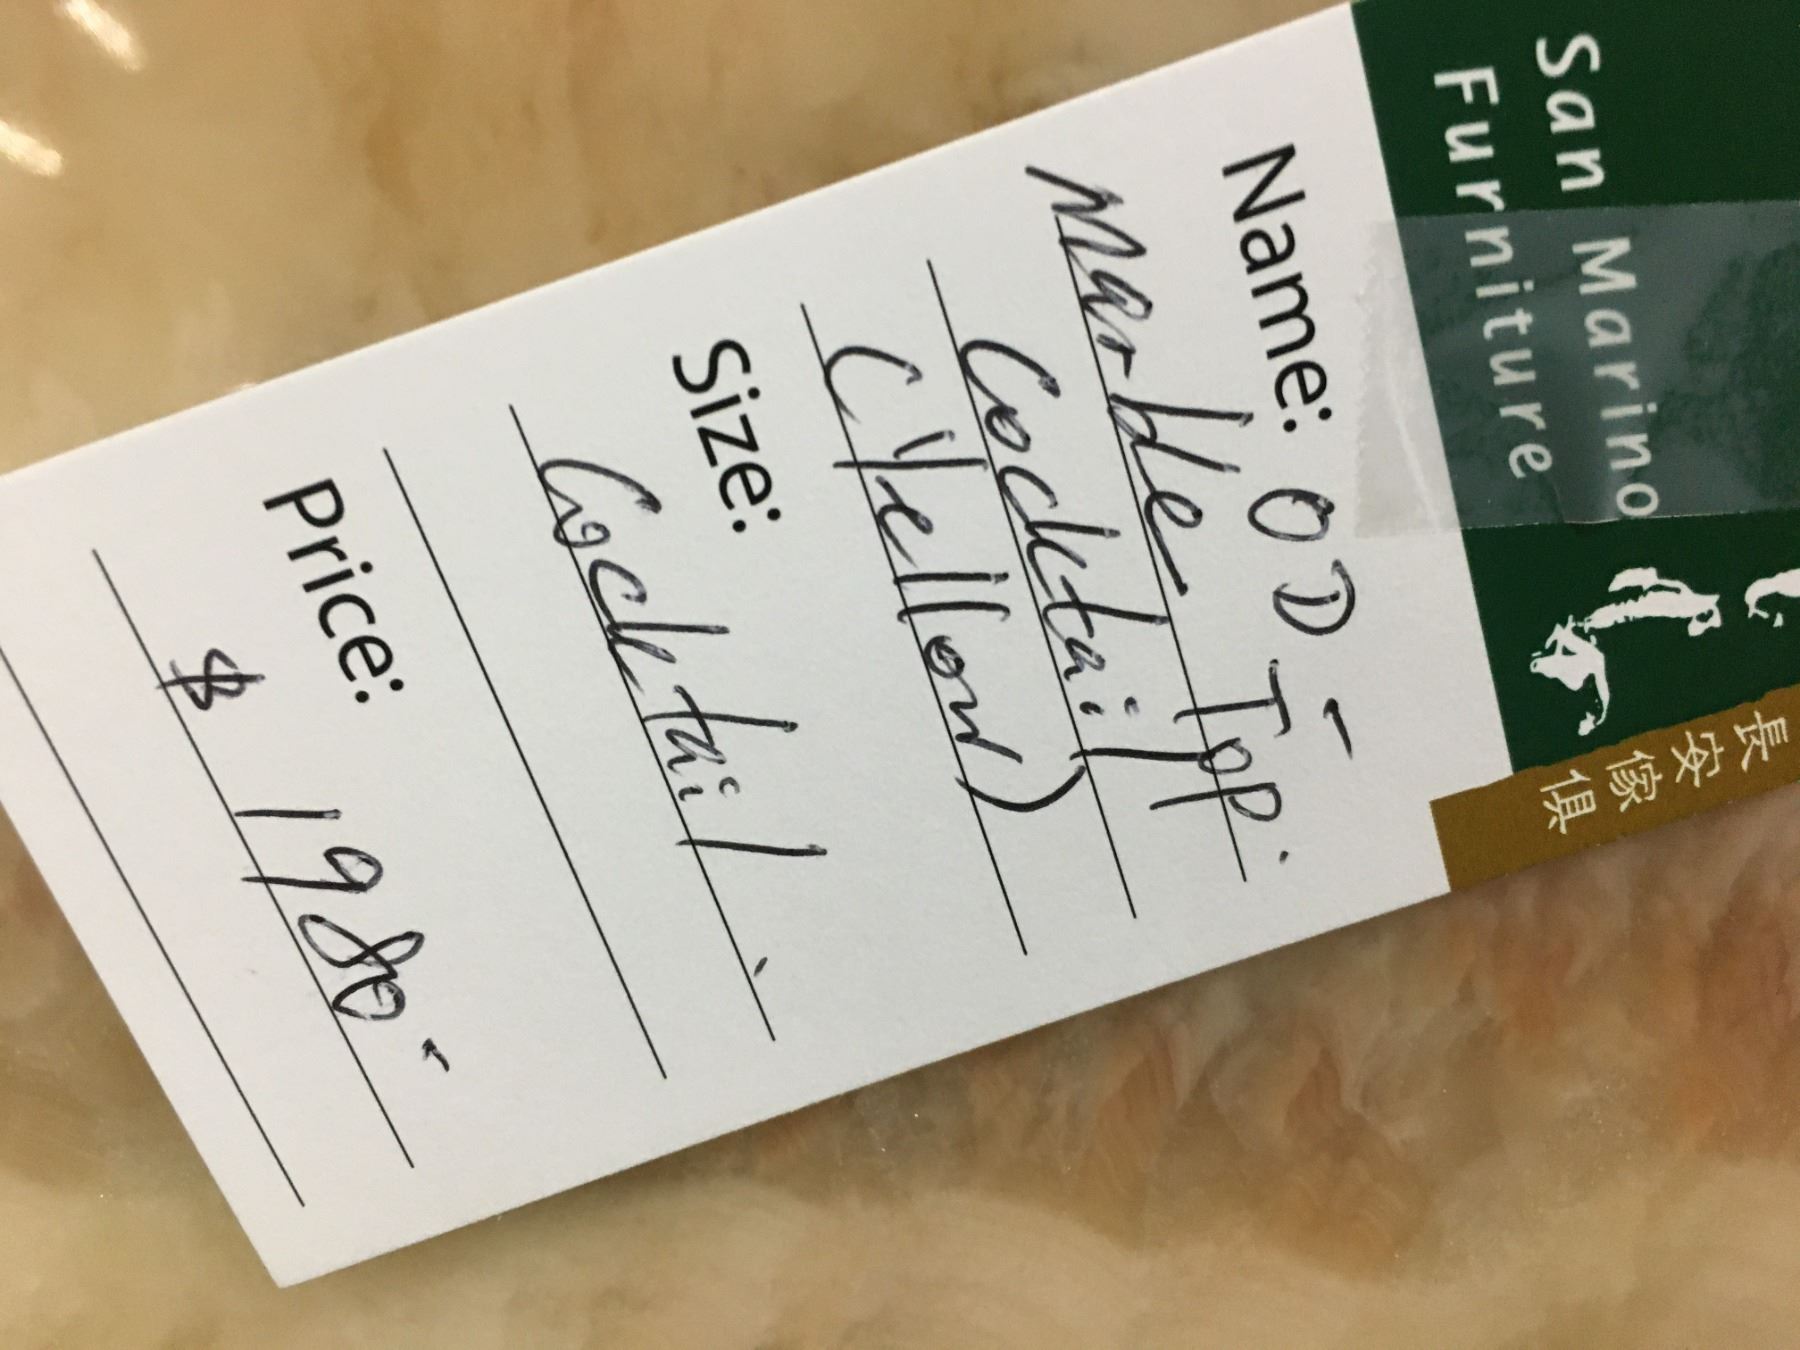 San Marino
Furniture
長安傢俱
Name: OD-
Marble Top.
Cocktail
(Yellow)
Size:
Cocktail.
Price:
$ 1980.-